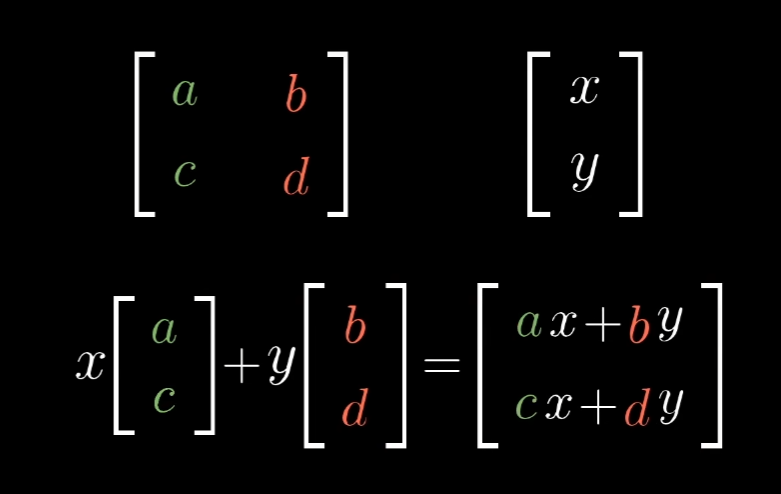 [a b; c d] [x; y]
x[a; c]+y[b; d]=[ax+by; cx+dy]